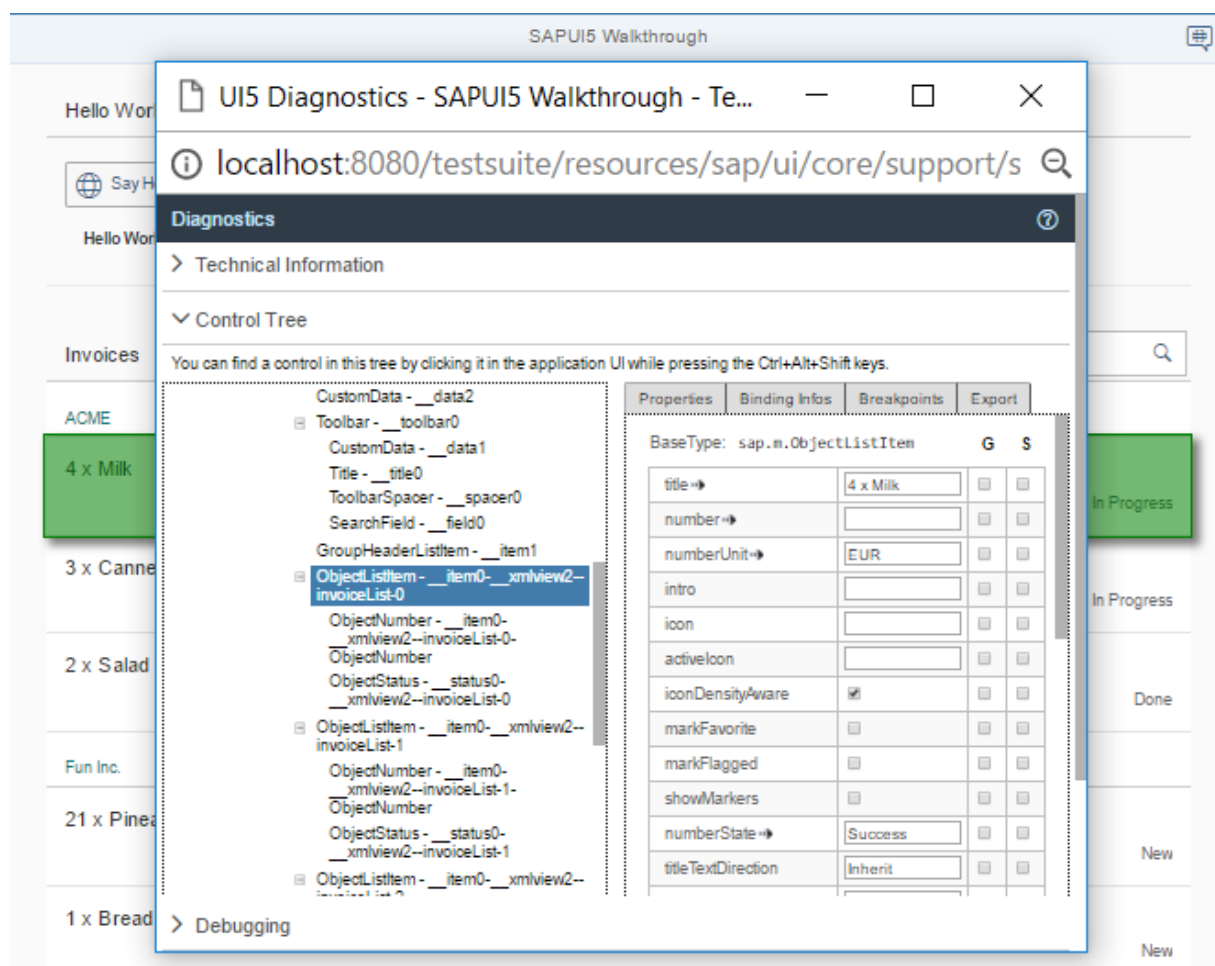 SAPUI5 Walkthrough
Hello Wor
Say H
Hello Wor
Invoices
ACME
4 x Milk
In Progress
3 x Canne
In Progress
2 x Salad
Done
Fun Inc.
21 x Pinea
New
1 x Bread
New
UI5 Diagnostics - SAPUI5 Walkthrough - Te...
localhost:8080/testsuite/resources/sap/ui/core/support/s
Diagnostics
Technical Information
Control Tree
You can find a control in this tree by clicking it in the application UI while pressing the Ctrl+Alt+Shift keys.
CustomData - __data2
Toolbar - __toolbar0
CustomData - __data1
Title - __title0
ToolbarSpacer - __spacer0
SearchField - __field0
GroupHeaderListItem - __item1
ObjectListItem - __item0-__xmlview2--
invoiceList-0
ObjectNumber - __item0-
__xmlview2--invoiceList-0-
ObjectNumber
ObjectStatus - __status0-
__xmlview2--invoiceList-0
ObjectListItem - __item0-__xmlview2--
invoiceList-1
ObjectNumber - __item0-
__xmlview2--invoiceList-1-
ObjectNumber
ObjectStatus - __status0-
__xmlview2--invoiceList-1
ObjectListItem - __item0-__xmlview2--
Properties Binding Infos Breakpoints Export
BaseType: sap.m.ObjectListItem G S
title 4 x Milk
number
numberUnit EUR
intro
icon
activeIcon
iconDensityAware
markFavorite
markFlagged
showMarkers
numberState Success
titleTextDirection Inherit
Debugging